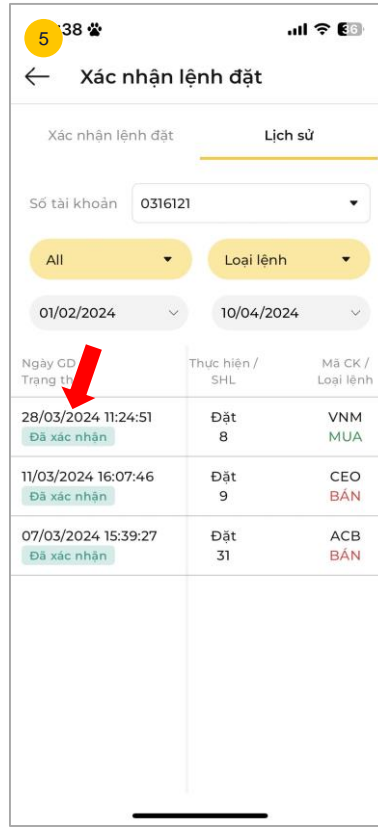 5 :38 36
Xác nhận lệnh đặt
Xác nhận lệnh đặt Lịch sử
Số tài khoản 0316121
All Loại lệnh
01/02/2024 10/04/2024
Ngày GD Thực hiện / Mã CK /
Trạng th SHL Loại lệnh
28/03/2024 11:24:51 Đặt VNM
Đã xác nhận 8 MUA
11/03/2024 16:07:46 Đặt CEO
Đã xác nhận 9 BÁN
07/03/2024 15:39:27 Đặt ACB
Đã xác nhận 31 BÁN